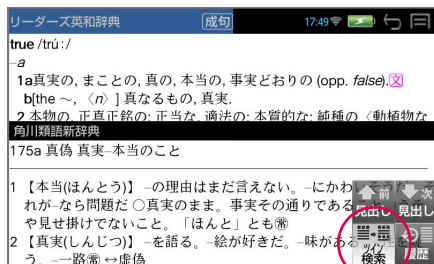 リーダーズ英和辞典 成句 17:49
true /trú:/
–a
1a真実の, まことの, 真の, 本当の, 事実どおりの (opp. false).文
b[the ～, 〈n〉] 真なるもの, 真実.
2 本物の, 正真正銘の; 正当な, 適法の; 本質的な; 純種の〈動植物な
角川類語新辞典
175a 真偽 真実–本当のこと
1 【本当(ほんとう)】 –の理由はまだ言えない。–にかわ
れが–なら問題だ ○真実のまま。事実その通りである
や見せ掛けでないこと。「ほんと」とも㊟
2 【真実(しんじつ)】 –を語る。–絵が好きだ。–味があ
う。–一路㊟ ↔虚偽
前 見出し
次 見出し
ツイン 検索
履歴